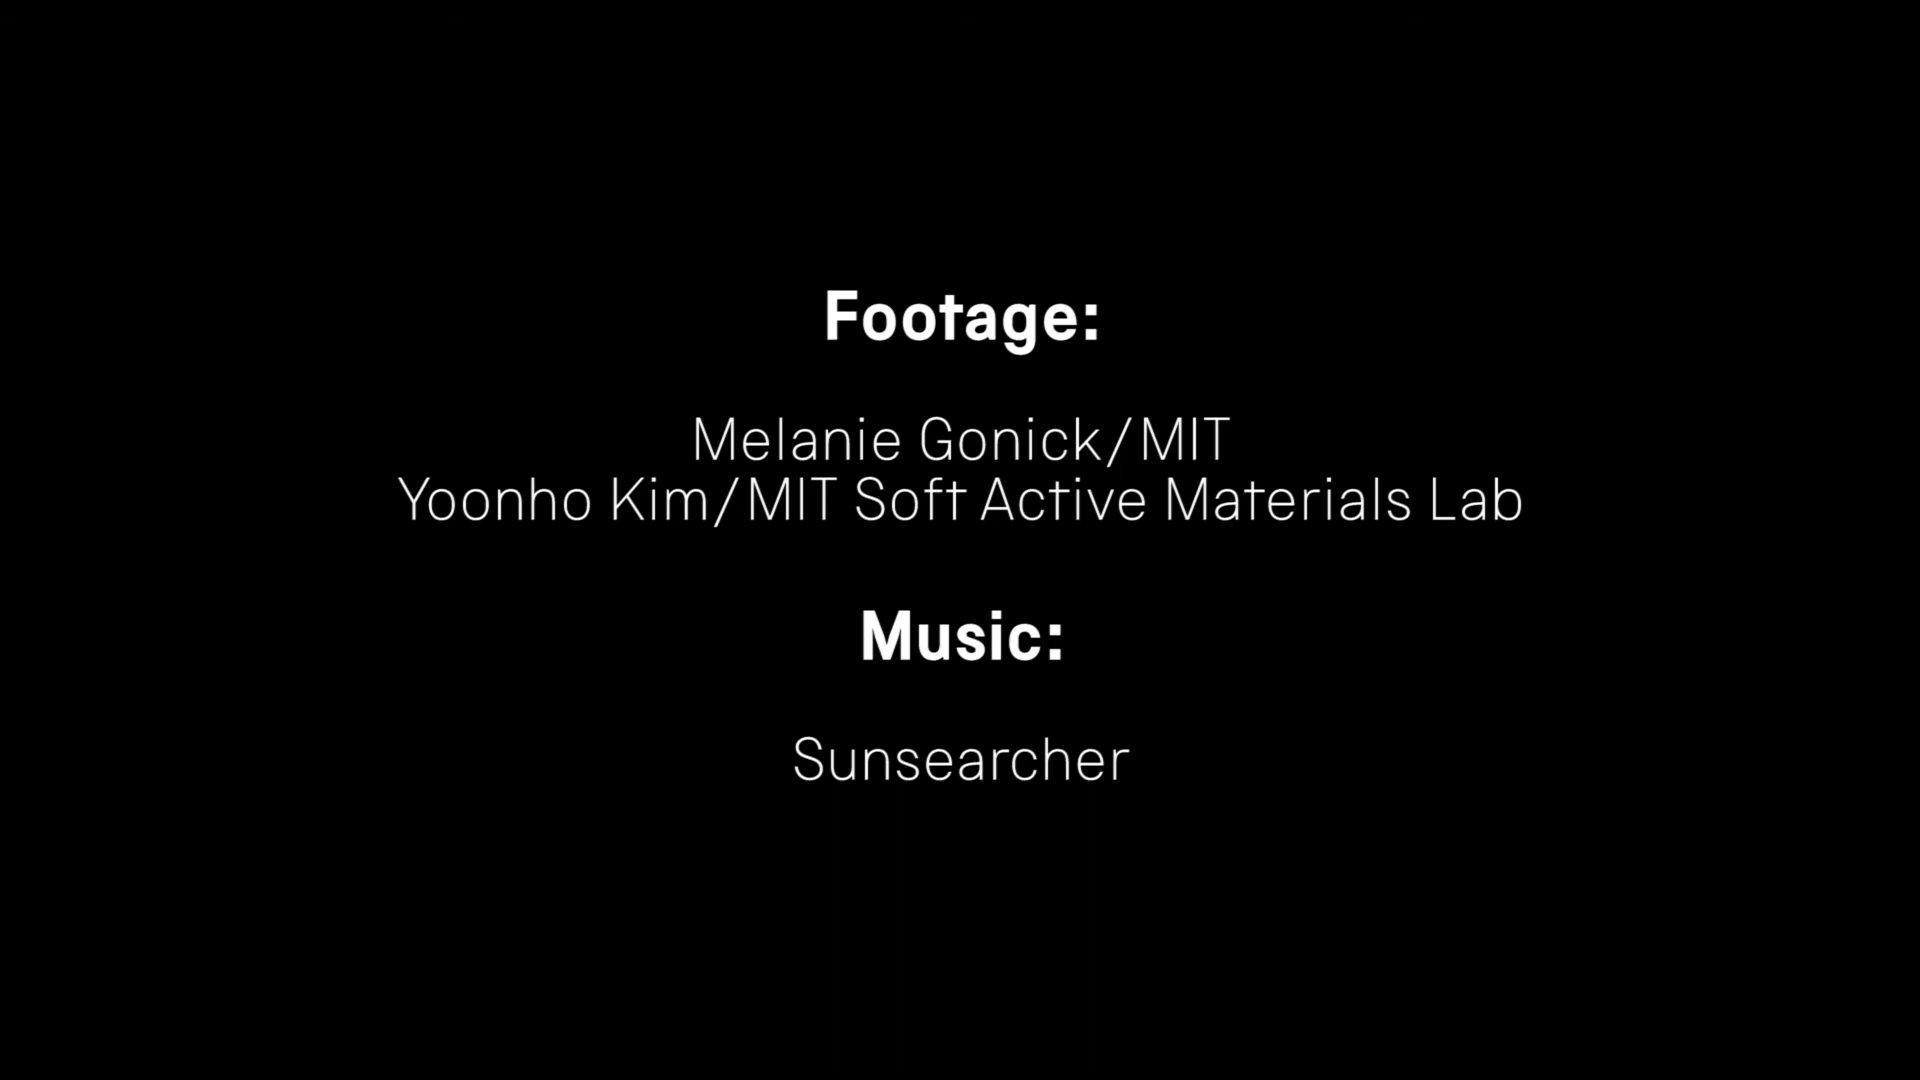 Footage:
Melanie Gonick/MIT
Yoonho Kim/MIT Soft Active Materials Lab
Music:
Sunsearcher